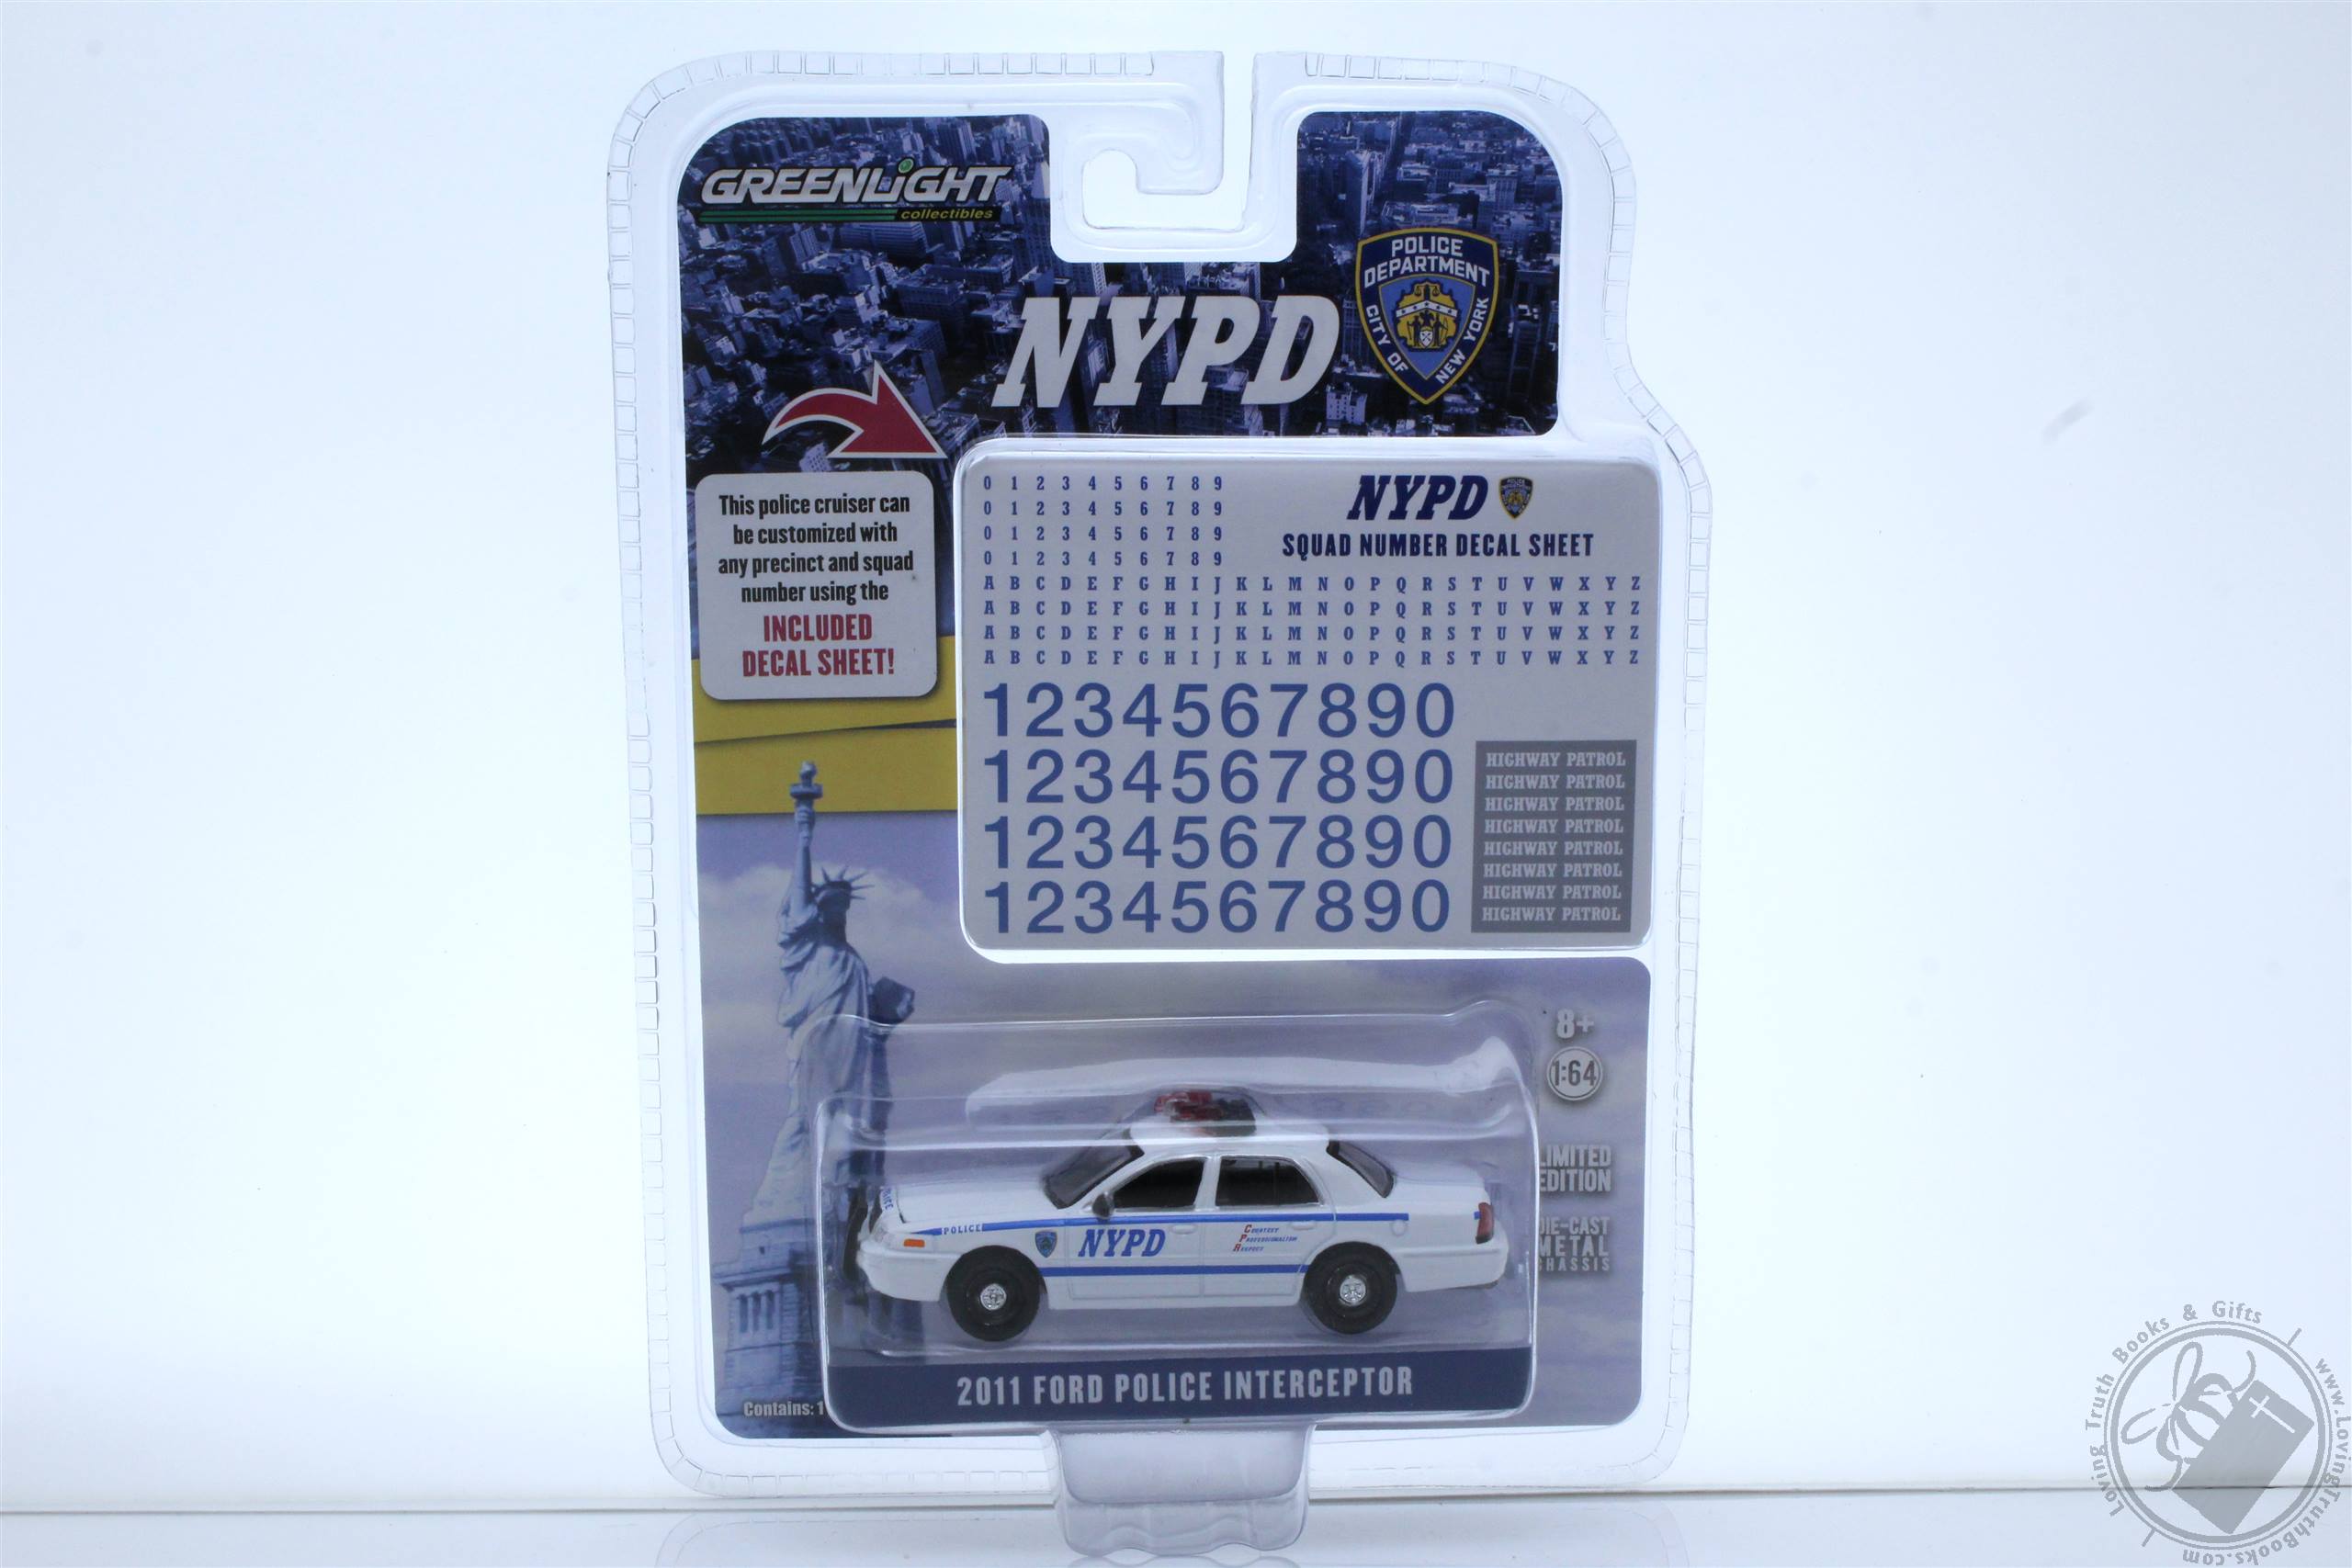 GREENLiGHT
collectibles
NYPD
POLICE
DEPARTMENT
CITY OF
NEW YORK
This police cruiser can
be customized with
any precinct and squad
number using the
INCLUDED
DECAL SHEET!
0 1 2 3 4 5 6 7 8 9
0 1 2 3 4 5 6 7 8 9
0 1 2 3 4 5 6 7 8 9
0 1 2 3 4 5 6 7 8 9
NYPD
SQUAD NUMBER DECAL SHEET
A B C D E F G H I J K L M N O P Q R S T U V W X Y Z
A B C D E F G H I J K L M N O P Q R S T U V W X Y Z
A B C D E F G H I J K L M N O P Q R S T U V W X Y Z
A B C D E F G H I J K L M N O P Q R S T U V W X Y Z
1234567890
1234567890
1234567890
1234567890
HIGHWAY PATROL
HIGHWAY PATROL
HIGHWAY PATROL
HIGHWAY PATROL
HIGHWAY PATROL
HIGHWAY PATROL
HIGHWAY PATROL
HIGHWAY PATROL
8+
1:64
LIMITED
EDITION
DIE-CAST
METAL
CHASSIS
POLICE
NYPD
COURTESY
PROFESSIONALISM
RESPECT
2011 FORD POLICE INTERCEPTOR
Contains: 1
Loving Truth Books & Gifts
www.LovingTruthBooks.com